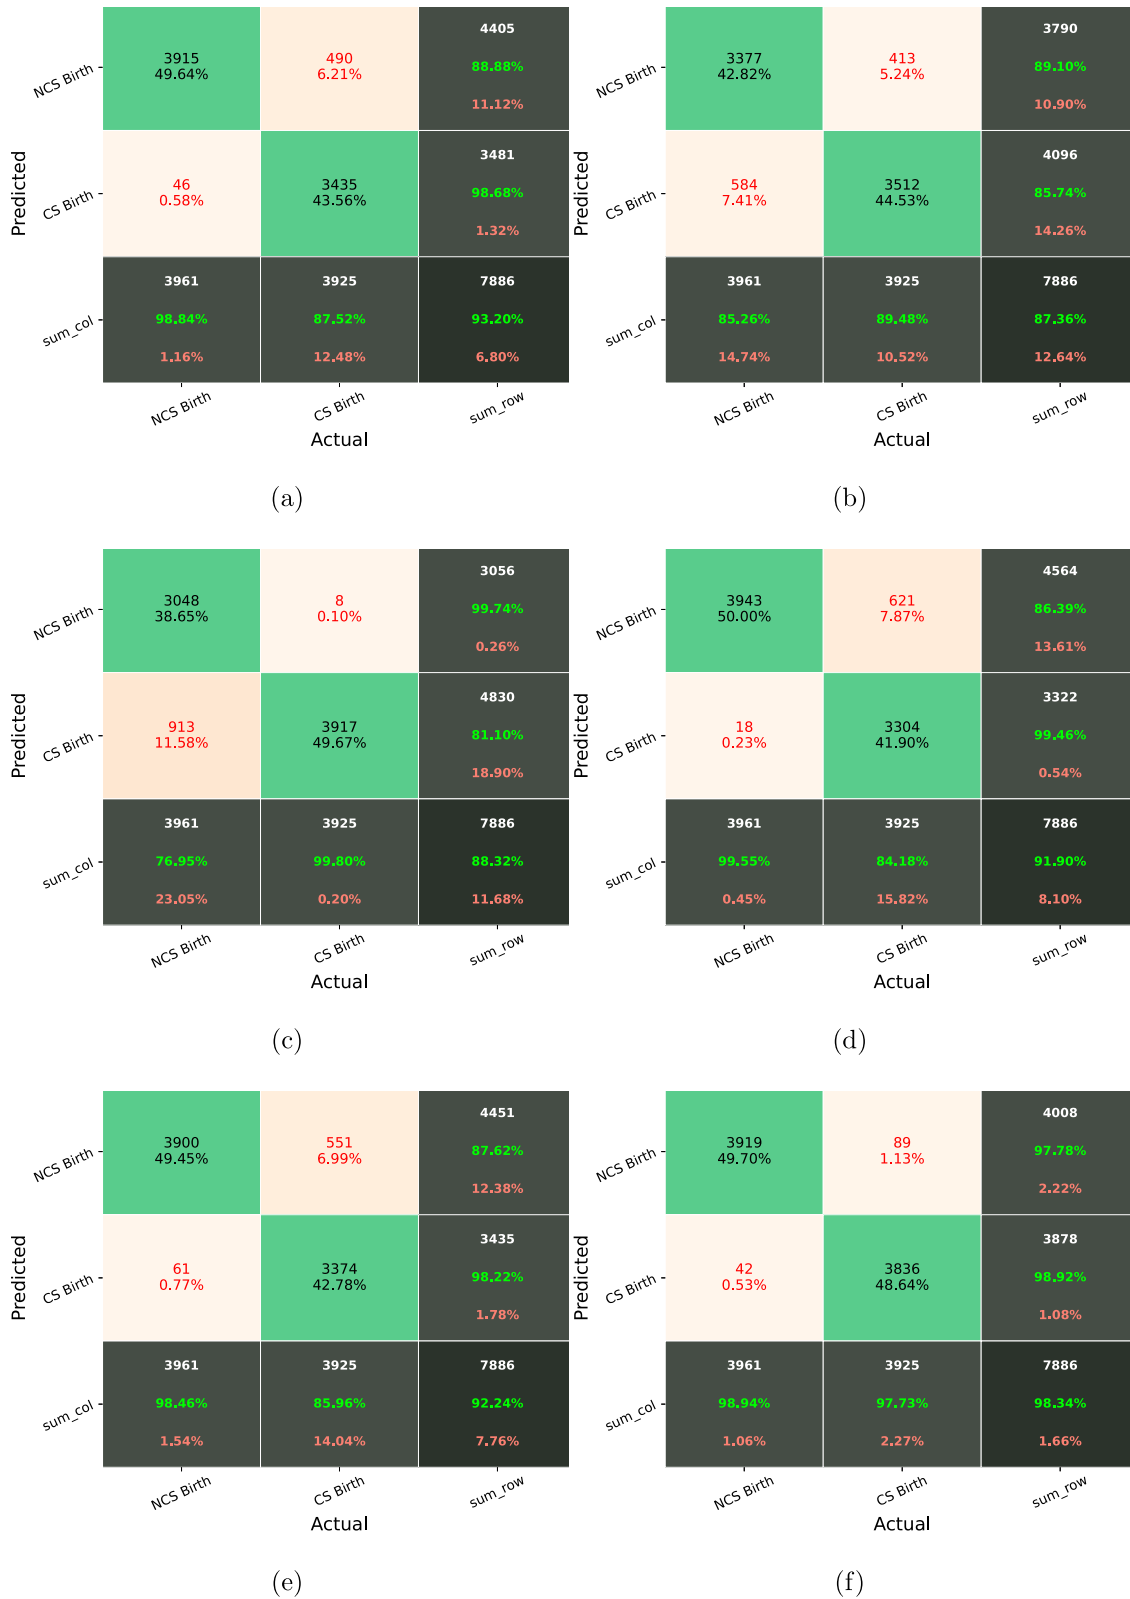 4405
3915 490
NCS Birth 49.64% 6.21% 88.88%
11.12%
3481
46 3435
CS Birth 0.58% 43.56% 98.68%
1.32%
Predicted
3961 3925 7886
sum_col 98.84% 87.52% 93.20%
1.16% 12.48% 6.80%
NCS Birth CS Birth sum_row
Actual
(a)
3790
3377 413
NCS Birth 42.82% 5.24% 89.10%
10.90%
4096
584 3512
CS Birth 7.41% 44.53% 85.74%
14.26%
Predicted
3961 3925 7886
sum_col 85.26% 89.48% 87.36%
14.74% 10.52% 12.64%
NCS Birth CS Birth sum_row
Actual
(b)
3056
3048 8
NCS Birth 38.65% 0.10% 99.74%
0.26%
4830
913 3917
CS Birth 11.58% 49.67% 81.10%
18.90%
Predicted
3961 3925 7886
sum_col 76.95% 99.80% 88.32%
23.05% 0.20% 11.68%
NCS Birth CS Birth sum_row
Actual
(c)
4564
3943 621
NCS Birth 50.00% 7.87% 86.39%
13.61%
3322
18 3304
CS Birth 0.23% 41.90% 99.46%
0.54%
Predicted
3961 3925 7886
sum_col 99.55% 84.18% 91.90%
0.45% 15.82% 8.10%
NCS Birth CS Birth sum_row
Actual
(d)
4451
3900 551
NCS Birth 49.45% 6.99% 87.62%
12.38%
3435
61 3374
CS Birth 0.77% 42.78% 98.22%
1.78%
Predicted
3961 3925 7886
sum_col 98.46% 85.96% 92.24%
1.54% 14.04% 7.76%
NCS Birth CS Birth sum_row
Actual
(e)
4008
3919 89
NCS Birth 49.70% 1.13% 97.78%
2.22%
3878
42 3836
CS Birth 0.53% 48.64% 98.92%
1.08%
Predicted
3961 3925 7886
sum_col 98.94% 97.73% 98.34%
1.06% 2.27% 1.66%
NCS Birth CS Birth sum_row
Actual
(f)